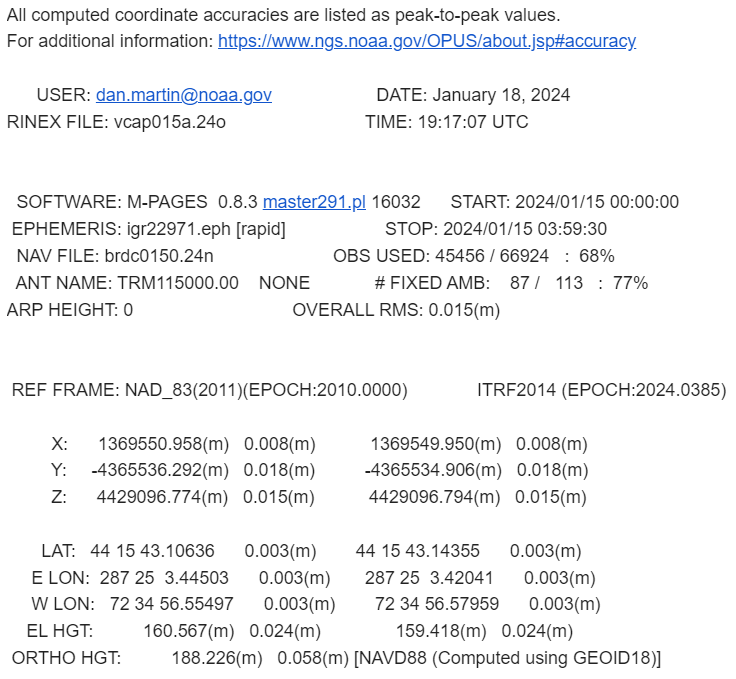 All computed coordinate accuracies are listed as peak-to-peak values.
For additional information: https://www.ngs.noaa.gov/OPUS/about.jsp#accuracy
USER: dan.martin@noaa.gov DATE: January 18, 2024
RINEX FILE: vcap015a.24o TIME: 19:17:07 UTC
SOFTWARE: M-PAGES 0.8.3 master291.pl 16032 START: 2024/01/15 00:00:00
EPHEMERIS: igr22971.eph [rapid] STOP: 2024/01/15 03:59:30
NAV FILE: brdc0150.24n OBS USED: 45456 / 66924 : 68%
ANT NAME: TRM115000.00 NONE # FIXED AMB: 87 / 113 : 77%
ARP HEIGHT: 0 OVERALL RMS: 0.015(m)
REF FRAME: NAD_83(2011)(EPOCH:2010.0000) ITRF2014 (EPOCH:2024.0385)
X: 1369550.958(m) 0.008(m) 1369549.950(m) 0.008(m)
Y: -4365536.292(m) 0.018(m) -4365534.906(m) 0.018(m)
Z: 4429096.774(m) 0.015(m) 4429096.794(m) 0.015(m)
LAT: 44 15 43.10636 0.003(m) 44 15 43.14355 0.003(m)
E LON: 287 25 3.44503 0.003(m) 287 25 3.42041 0.003(m)
W LON: 72 34 56.55497 0.003(m) 72 34 56.57959 0.003(m)
EL HGT: 160.567(m) 0.024(m) 159.418(m) 0.024(m)
ORTHO HGT: 188.226(m) 0.058(m) [NAVD88 (Computed using GEOID18)]